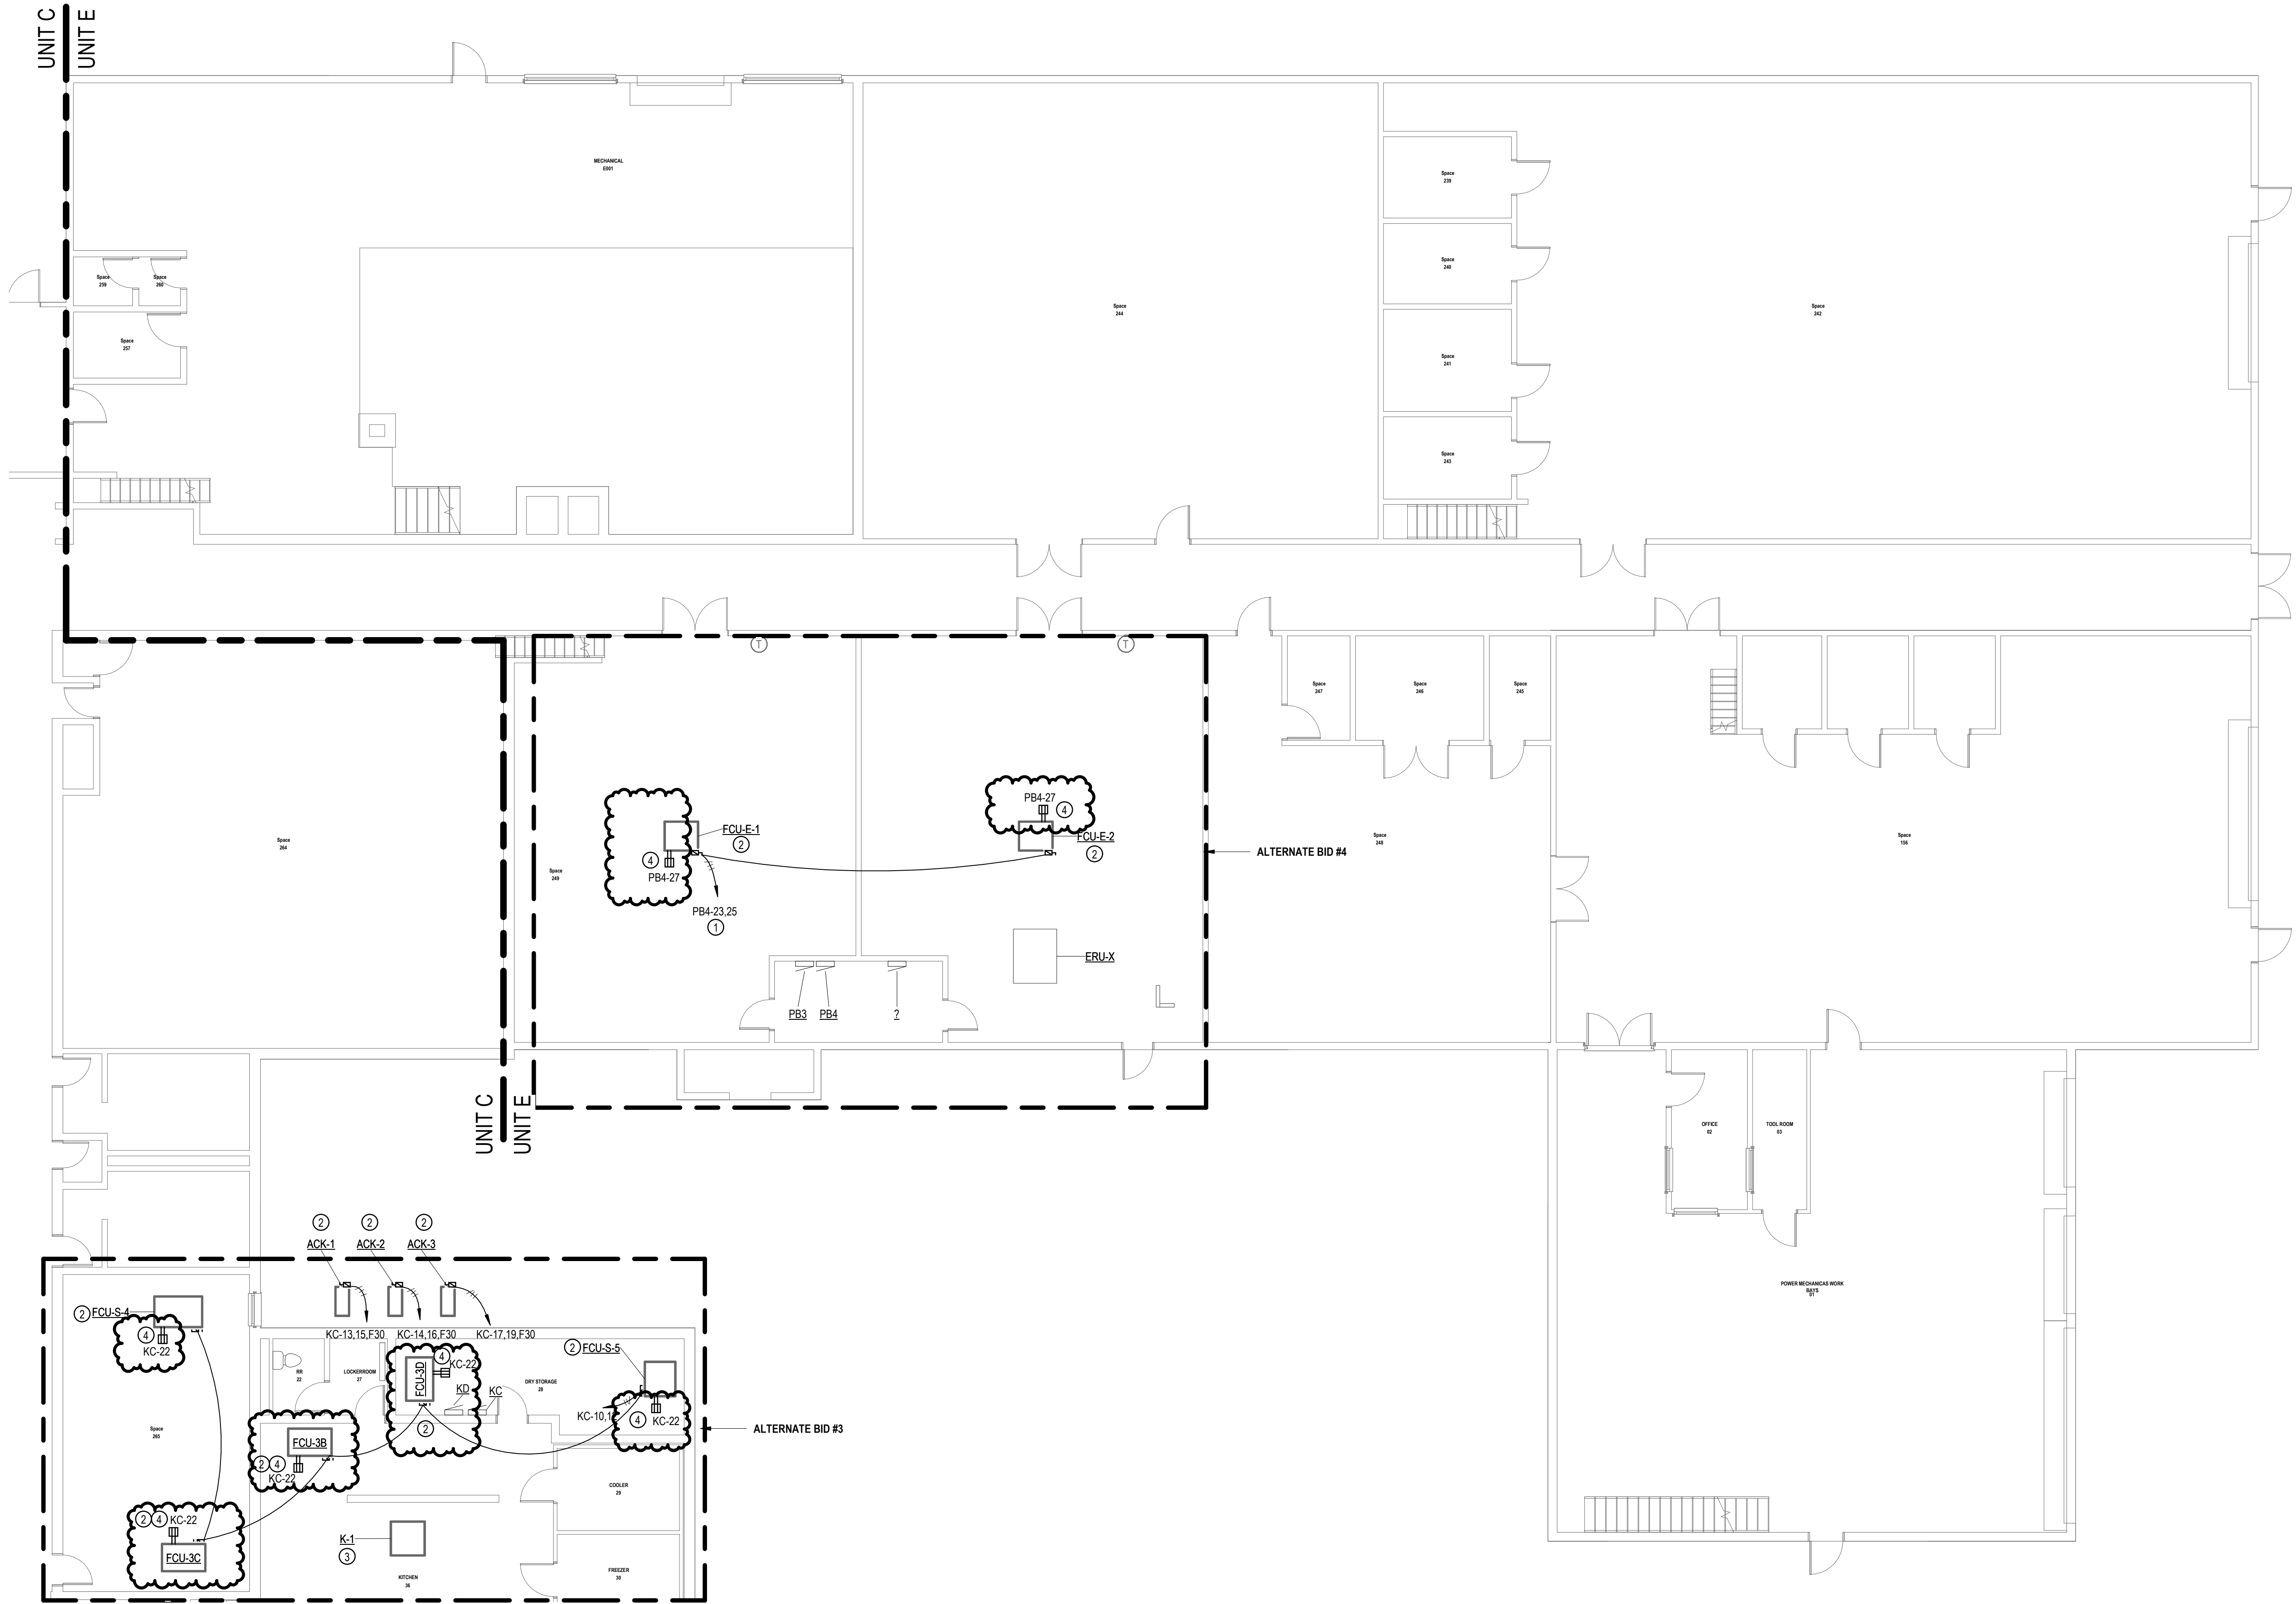 UNIT C
UNIT E
MECHANICAL
E001
Space
239
Space
240
Space
259
Space
260
Space
244
Space
242
Space
257
Space
241
Space
243
T
T
Space
247
Space
246
Space
245
PB4-27
4
FCU-E-1
2
FCU-E-2
2
Space
264
Space
248
Space
156
ALTERNATE BID #4
4
PB4-27
Space
249
PB4-23,25
1
ERU-X
PB3
PB4
?
UNIT C
UNIT E
OFFICE
02
TOOL ROOM
03
2
2
2
ACK-1
ACK-2
ACK-3
POWER MECHANICAS WORK
BAYS
01
2 FCU-S-4
4
KC-22
KC-13,15,F30
KC-14,16,F30
KC-17,19,F30
2 FCU-S-5
4
KC-22
FCU-3D
RR
22
LOCKERROOM
27
DRY STORAGE
28
KD
KC
KC-10,1
4
KC-22
2
Space
265
ALTERNATE BID #3
FCU-3B
2 4
KC-22
COOLER
29
2 4 KC-22
FCU-3C
K-1
3
KITCHEN
36
FREEZER
30